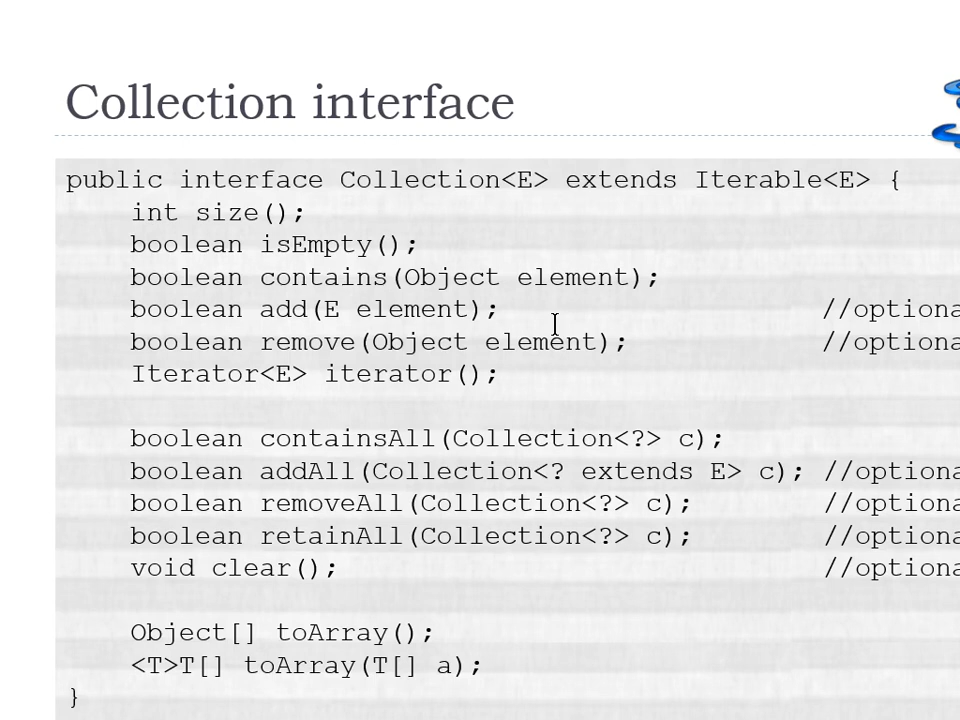 Collection interface
public interface Collection<E> extends Iterable<E> {
int size();
boolean isEmpty();
boolean contains(Object element);
boolean add(E element); //optiona
boolean remove(Object element); //optiona
Iterator<E> iterator();
boolean containsAll(Collection<?> c);
boolean addAll(Collection<? extends E> c); //optiona
boolean removeAll(Collection<?> c); //optiona
boolean retainAll(Collection<?> c); //optiona
void clear(); //optiona
Object[] toArray();
<T>T[] toArray(T[] a);
}